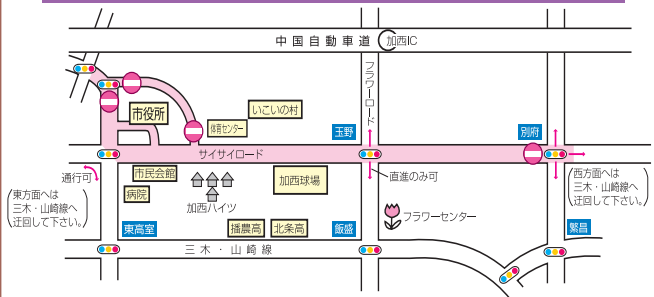 中国自動車道
加西IC
フラワーロード
市役所
いこいの村
体育センター
玉野
別府
サイサイロード
通行可
市民会館
病院
加西ハイツ
加西球場
直進のみ可
東方面へは
三木・山崎線へ
迂回して下さい。
西方面へは
三木・山崎線へ
迂回して下さい。
フラワーセンター
東高室
播農高
北条高
飯盛
繁昌
三木・山崎線